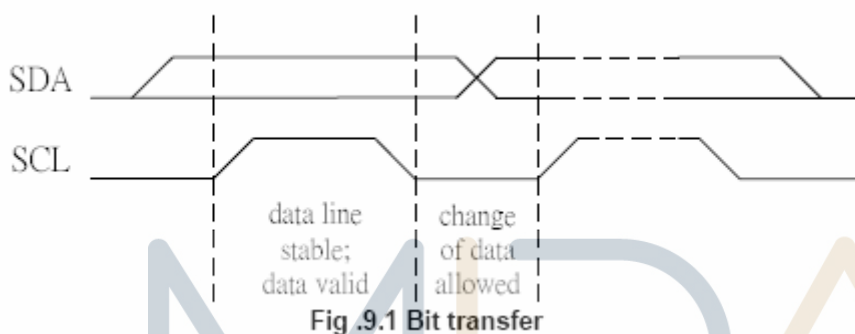 SDA
SCL
data line
stable;
data valid
change
of data
allowed
Fig .9.1 Bit transfer